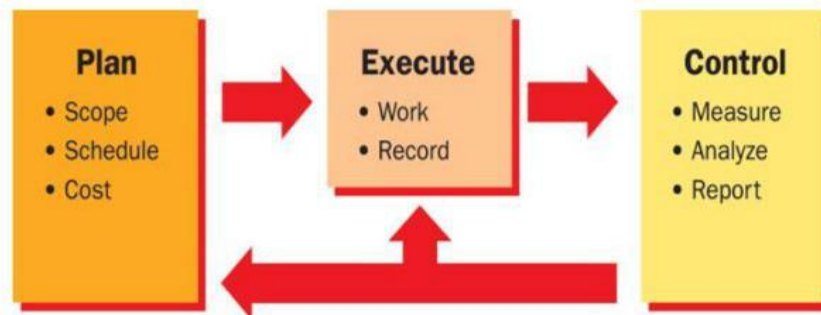 Plan
• Scope
• Schedule
• Cost
Execute
• Work
• Record
Control
• Measure
• Analyze
• Report